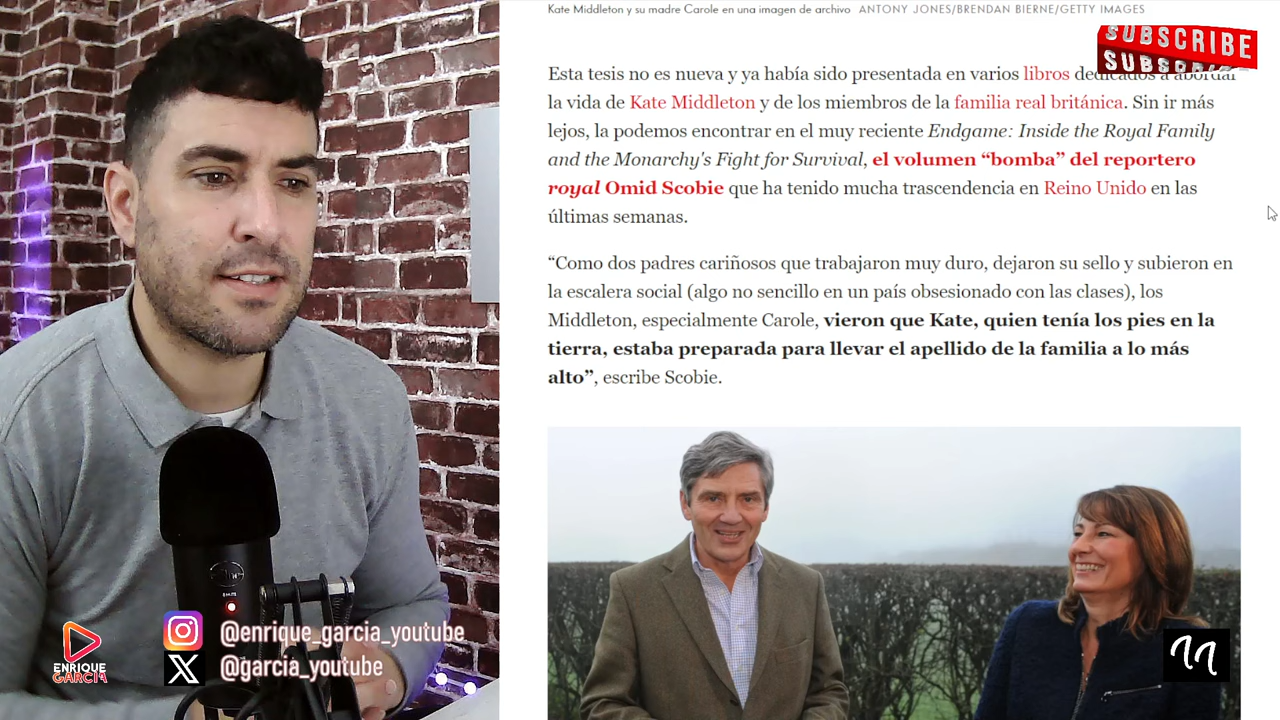 Kate Middleton y su madre Carole en una imagen de archivo ANTONY JONES/BRENDAN BIERNE/GETTY IMAGES
SUBSCRIBE
SUBSCRIBE
Esta tesis no es nueva y ya había sido presentada en varios libros dedicados a abordar
la vida de Kate Middleton y de los miembros de la familia real británica. Sin ir más
lejos, la podemos encontrar en el muy reciente Endgame: Inside the Royal Family
and the Monarchy's Fight for Survival, el volumen “bomba” del reportero
royal Omid Scobie que ha tenido mucha trascendencia en Reino Unido en las
últimas semanas.
“Como dos padres cariñosos que trabajaron muy duro, dejaron su sello y subieron en
la escalera social (algo no sencillo en un país obsesionado con las clases), los
Middleton, especialmente Carole, vieron que Kate, quien tenía los pies en la
tierra, estaba preparada para llevar el apellido de la familia a lo más
alto”, escribe Scobie.
@enrique_garcia_youtube
@garcia_youtube
ENRIQUE
GARCIA